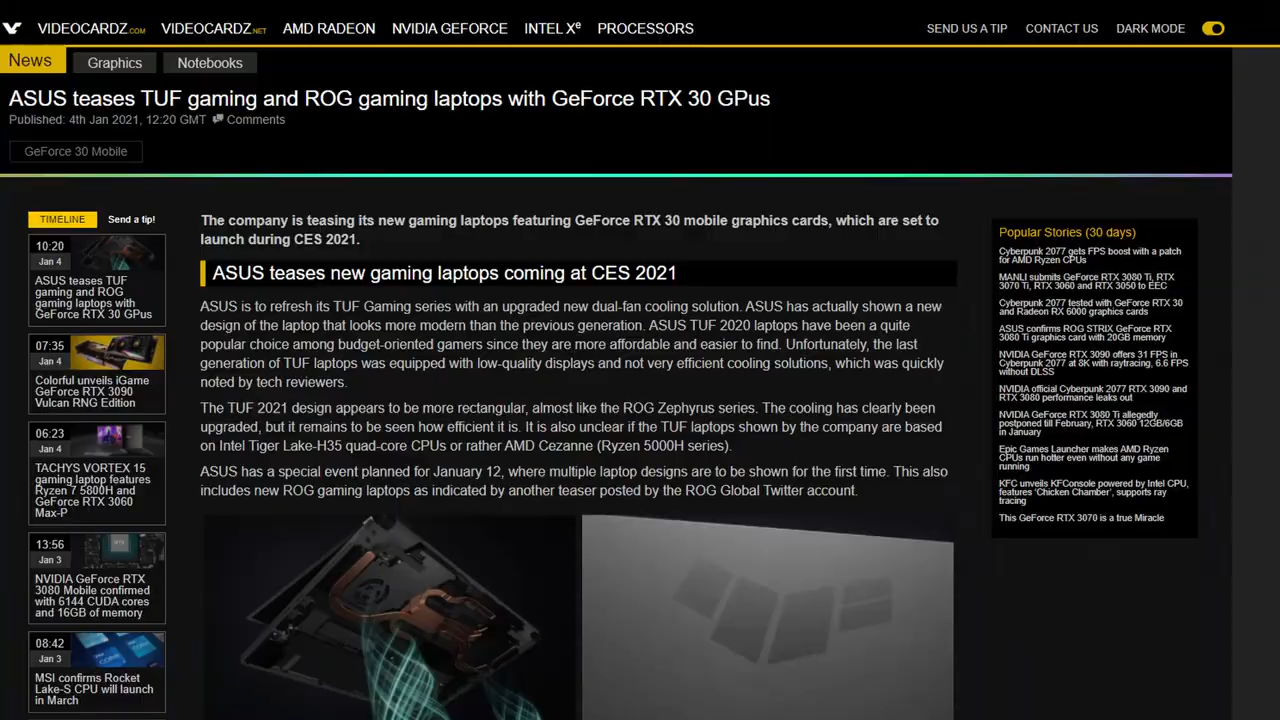 VIDEOCARDZ.COM VIDEOCARDZ.NET AMD RADEON NVIDIA GEFORCE INTEL Xe PROCESSORS SEND US A TIP CONTACT US DARK MODE
News Graphics Notebooks
ASUS teases TUF gaming and ROG gaming laptops with GeForce RTX 30 GPus
Published: 4th Jan 2021, 12:20 GMT Comments
GeForce 30 Mobile
TIMELINE Send a tip!
10:20
Jan 4
ASUS teases TUF
gaming and ROG
gaming laptops with
GeForce RTX 30 GPus
07:35
Jan 4
Colorful unveils iGame
GeForce RTX 3090
Vulcan RNG Edition
06:23
Jan 4
TACHYS VORTEX 15
gaming laptop features
Ryzen 7 5800H and
GeForce RTX 3060
Max-P
13:56
Jan 3
NVIDIA GeForce RTX
3080 Mobile confirmed
with 6144 CUDA cores
and 16GB of memory
08:42
Jan 3
MSI confirms Rocket
Lake-S CPU will launch
in March
The company is teasing its new gaming laptops featuring GeForce RTX 30 mobile graphics cards, which are set to
launch during CES 2021.
ASUS teases new gaming laptops coming at CES 2021
ASUS is to refresh its TUF Gaming series with an upgraded new dual-fan cooling solution. ASUS has actually shown a new
design of the laptop that looks more modern than the previous generation. ASUS TUF 2020 laptops have been a quite
popular choice among budget-oriented gamers since they are more affordable and easier to find. Unfortunately, the last
generation of TUF laptops was equipped with low-quality displays and not very efficient cooling solutions, which was quickly
noted by tech reviewers.
The TUF 2021 design appears to be more rectangular, almost like the ROG Zephyrus series. The cooling has clearly been
upgraded, but it remains to be seen how efficient it is. It is also unclear if the TUF laptops shown by the company are based
on Intel Tiger Lake-H35 quad-core CPUs or rather AMD Cezanne (Ryzen 5000H series).
ASUS has a special event planned for January 12, where multiple laptop designs are to be shown for the first time. This also
includes new ROG gaming laptops as indicated by another teaser posted by the ROG Global Twitter account.
Popular Stories (30 days)
Cyberpunk 2077 gets FPS boost with a patch
for AMD Ryzen CPUs
MANLI submits GeForce RTX 3080 Ti, RTX
3070 Ti, RTX 3060 and RTX 3050 to EEC
Cyberpunk 2077 tested with GeForce RTX 30
and Radeon RX 6000 graphics cards
ASUS confirms ROG STRIX GeForce RTX
3080 Ti graphics card with 20GB memory
NVIDIA GeForce RTX 3090 offers 31 FPS in
Cyberpunk 2077 at 8K with raytracing, 6.6 FPS
without DLSS
NVIDIA official Cyberpunk 2077 RTX 3090 and
RTX 3080 performance leaks out
NVIDIA GeForce RTX 3080 Ti allegedly
postponed till February, RTX 3060 12GB/6GB
in January
Epic Games Launcher makes AMD Ryzen
CPUs run hotter even without any game
running
KFC unveils KFConsole powered by Intel CPU,
features 'Chicken Chamber', supports ray
tracing
This GeForce RTX 3070 is a true Miracle